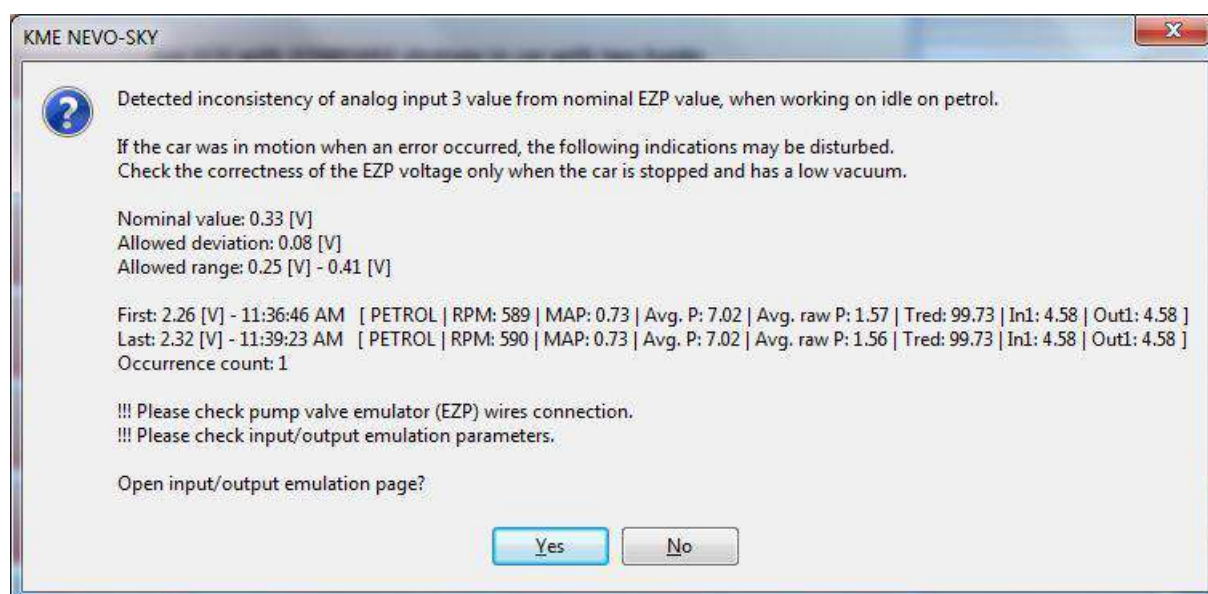 KME NEVO-SKY
Detected inconsistency of analog input 3 value from nominal EZP value, when working on idle on petrol.
If the car was in motion when an error occurred, the following indications may be disturbed.
Check the correctness of the EZP voltage only when the car is stopped and has a low vacuum.
Nominal value: 0.33 [V]
Allowed deviation: 0.08 [V]
Allowed range: 0.25 [V] - 0.41 [V]
First: 2.26 [V] - 11:36:46 AM [ PETROL | RPM: 589 | MAP: 0.73 | Avg. P: 7.02 | Avg. raw P: 1.57 | Tred: 99.73 | In1: 4.58 | Out1: 4.58 ]
Last: 2.32 [V] - 11:39:23 AM [ PETROL | RPM: 590 | MAP: 0.73 | Avg. P: 7.02 | Avg. raw P: 1.56 | Tred: 99.73 | In1: 4.58 | Out1: 4.58 ]
Occurrence count: 1
!!! Please check pump valve emulator (EZP) wires connection.
!!! Please check input/output emulation parameters.
Open input/output emulation page?
Yes No